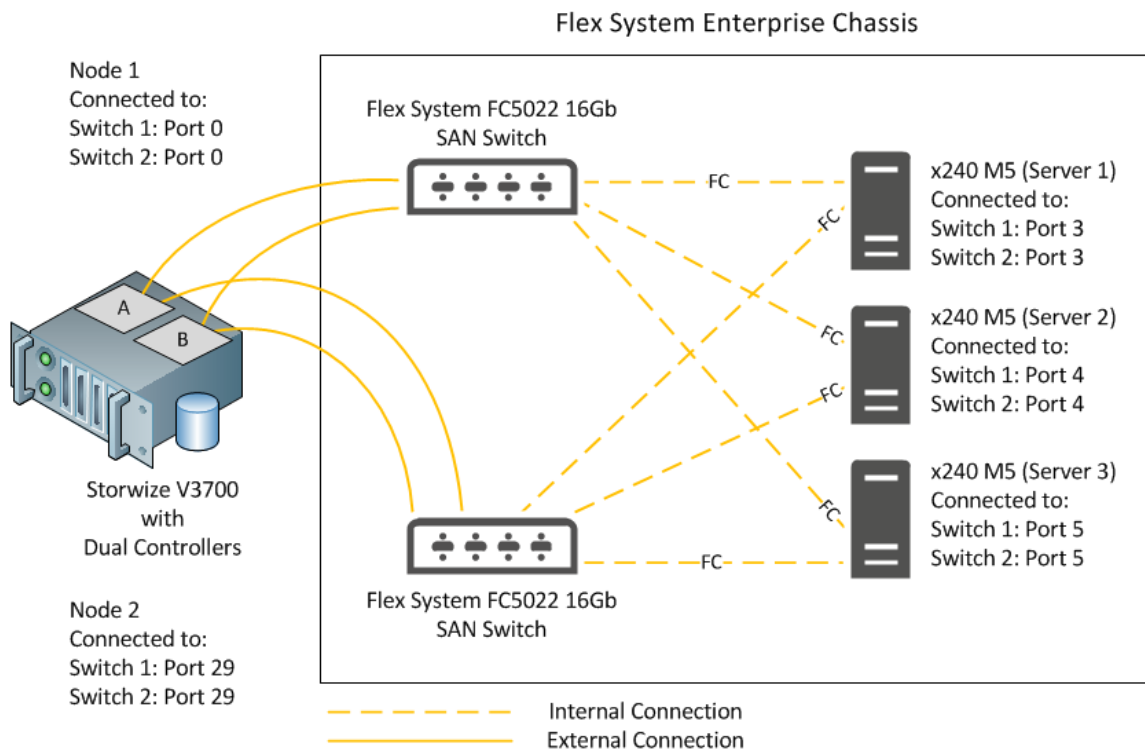 Flex System Enterprise Chassis
Node 1
Connected to:
Switch 1: Port 0
Switch 2: Port 0
Flex System FC5022 16Gb
SAN Switch
FC
FC
FC
FC
FC
FC
x240 M5 (Server 1)
Connected to:
Switch 1: Port 3
Switch 2: Port 3
A
B
x240 M5 (Server 2)
Connected to:
Switch 1: Port 4
Switch 2: Port 4
Storwize V3700
with
Dual Controllers
x240 M5 (Server 3)
Connected to:
Switch 1: Port 5
Switch 2: Port 5
Flex System FC5022 16Gb
SAN Switch
Node 2
Connected to:
Switch 1: Port 29
Switch 2: Port 29
Internal Connection
External Connection